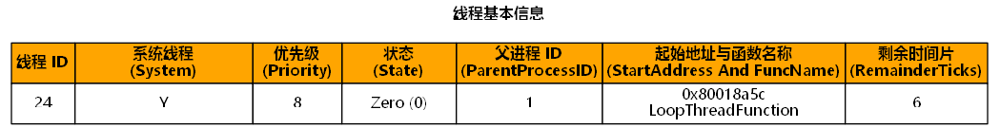 线程基本信息
线程 ID 系统线程 (System) 优先级 (Priority) 状态 (State) 父进程 ID (ParentProcessID) 起始地址与函数名称 (StartAddress And FuncName) 剩余时间片 (RemainderTicks)
24 Y 8 Zero (0) 1 0x80018a5c LoopThreadFunction 6